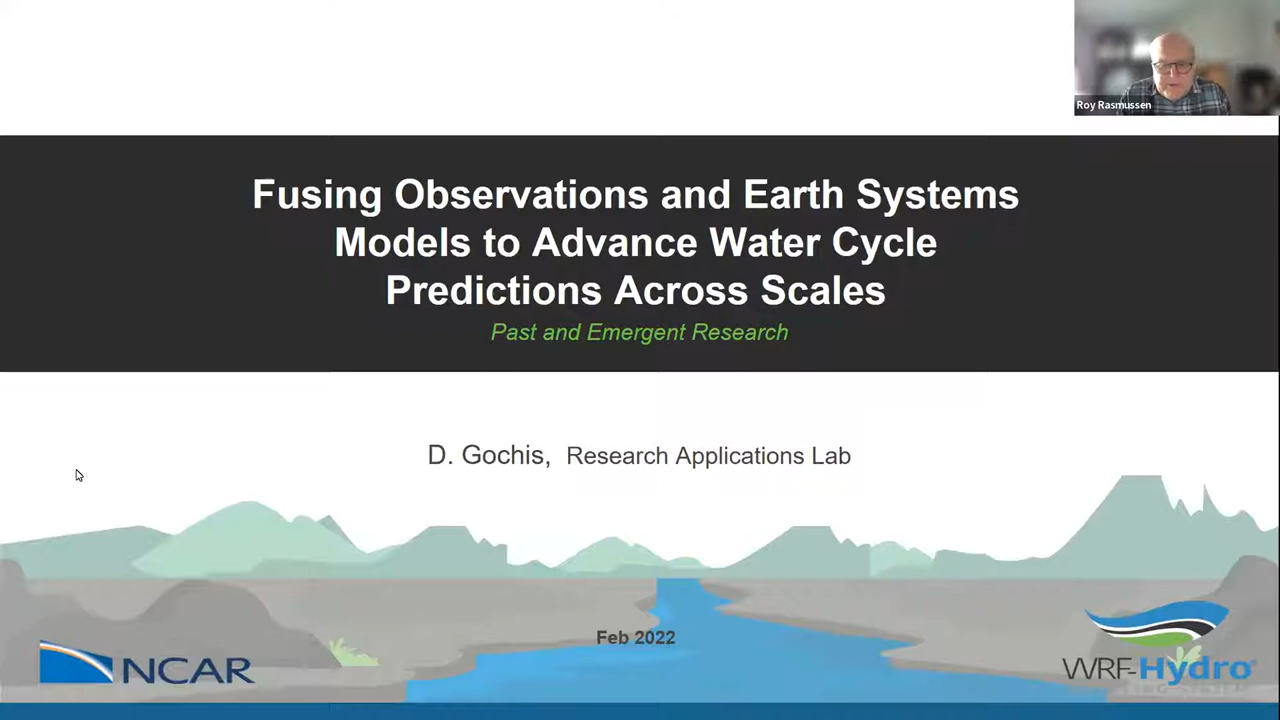 Roy Rasmussen
Fusing Observations and Earth Systems
Models to Advance Water Cycle
Predictions Across Scales
Past and Emergent Research
D. Gochis, Research Applications Lab
Feb 2022
NCAR
WRF-Hydro